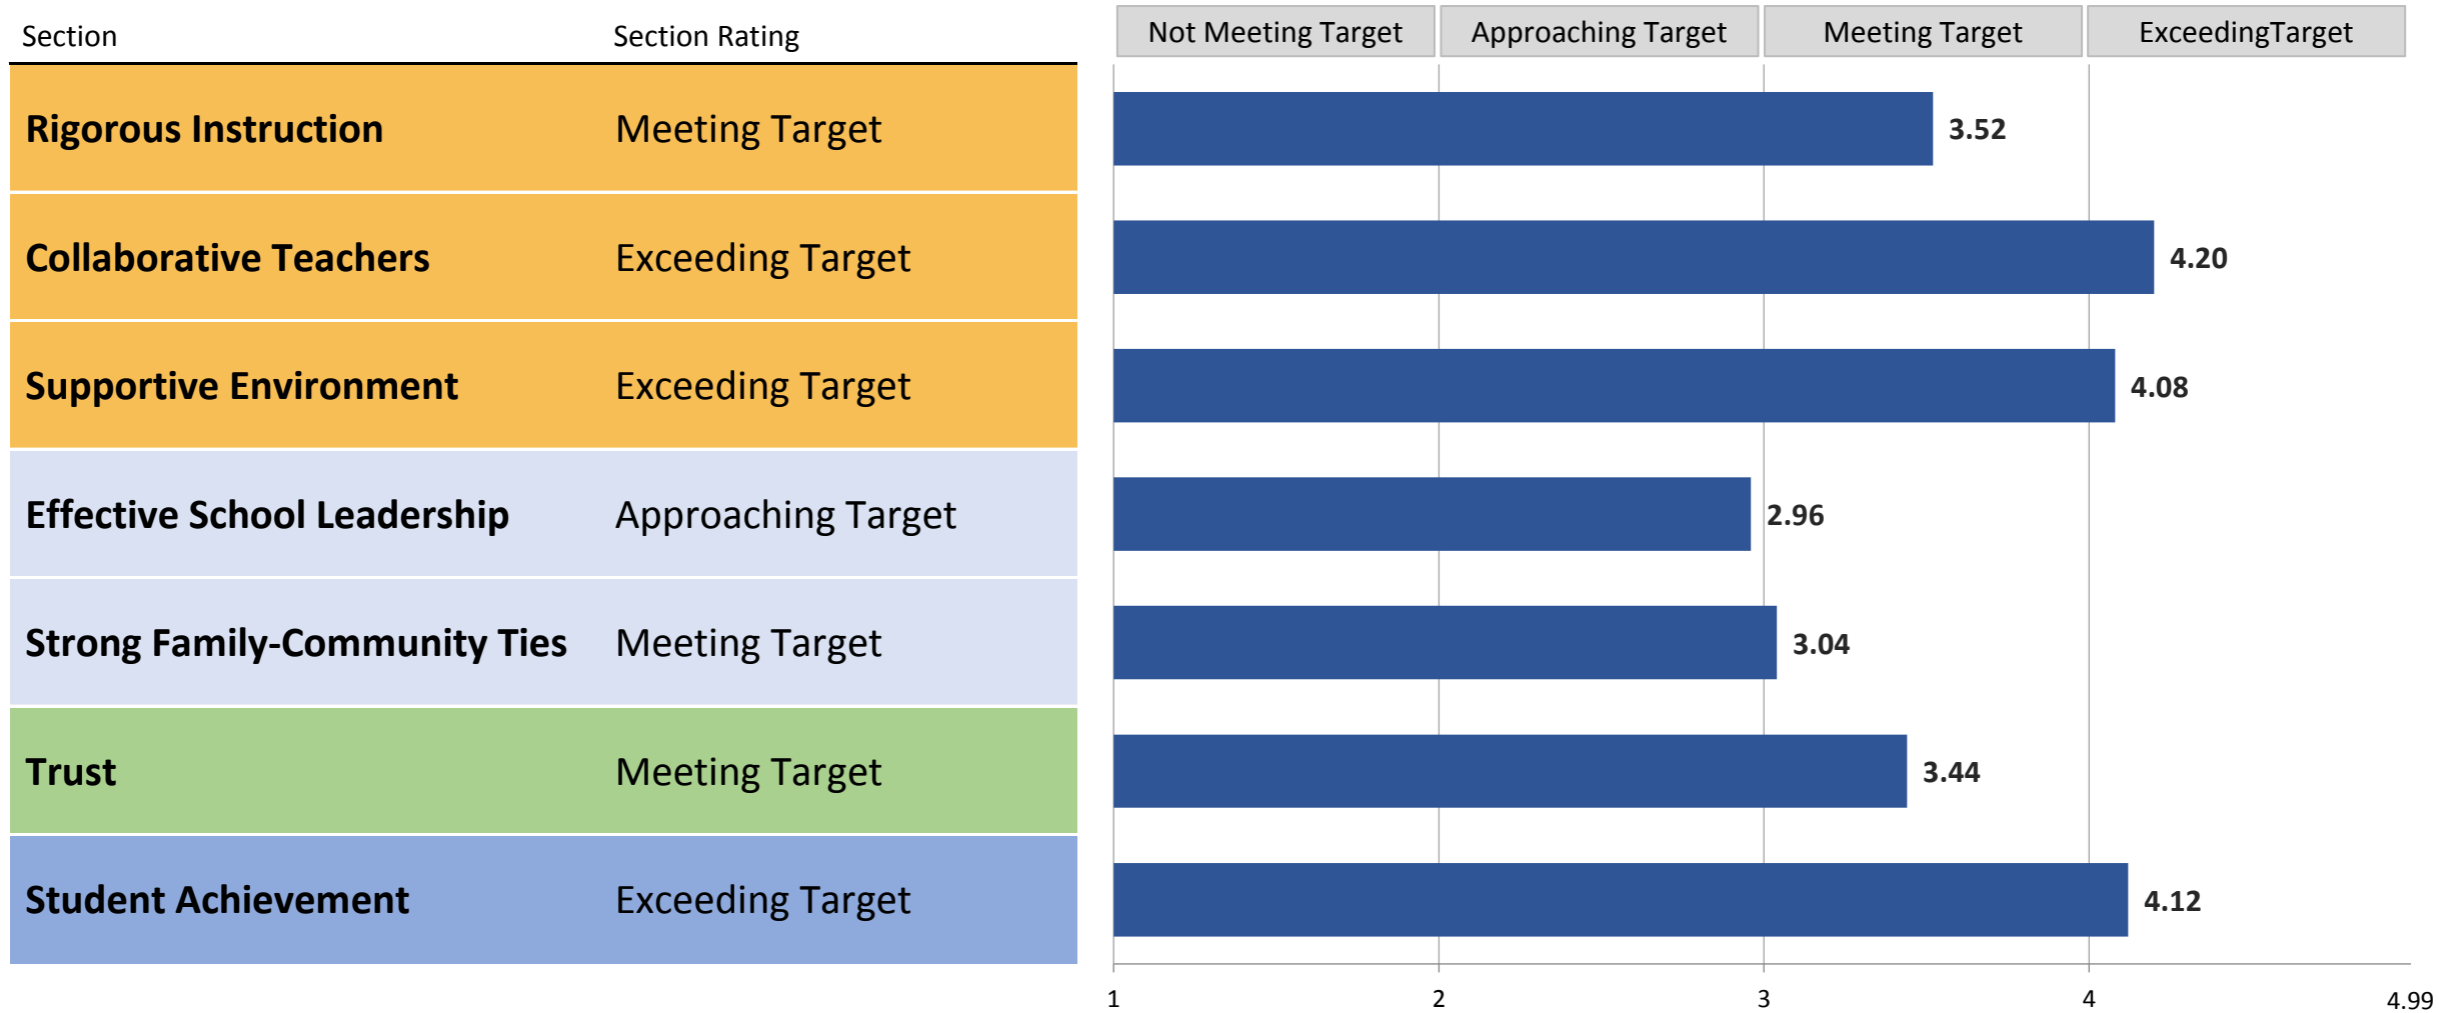 Section Section Rating Not Meeting Target Approaching Target Meeting Target ExceedingTarget
Rigorous Instruction Meeting Target 3.52
Collaborative Teachers Exceeding Target 4.20
Supportive Environment Exceeding Target 4.08
Effective School Leadership Approaching Target 2.96
Strong Family-Community Ties Meeting Target 3.04
Trust Meeting Target 3.44
Student Achievement Exceeding Target 4.12
1 2 3 4 4.99